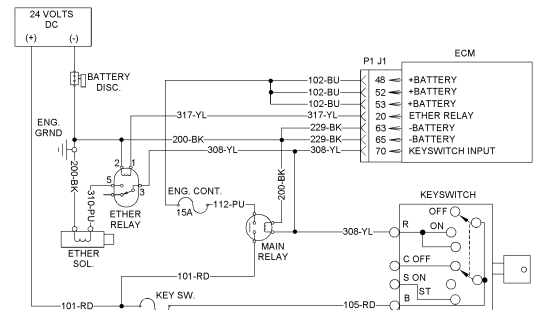 24 VOLTS
DC
(+) (-)
BATTERY
DISC.
ENG.
GRND
P1 J1
ECM
102-BU 48 +BATTERY
102-BU 52 +BATTERY
102-BU 53 +BATTERY
317-YL 317-YL 20 ETHER RELAY
229-BK 63 -BATTERY
200-BK 229-BK 65 -BATTERY
308-YL 308-YL 70 KEYSWITCH INPUT
2 1
5
3
200-BK
310-PU
200-BK
ETHER
RELAY
ENG. CONT.
15A
112-PU
MAIN
RELAY
ETHER
SOL.
KEYSWITCH
OFF
R ON
308-YL
C OFF
S ON
ST
B
101-RD
101-RD
KEY SW.
105-RD